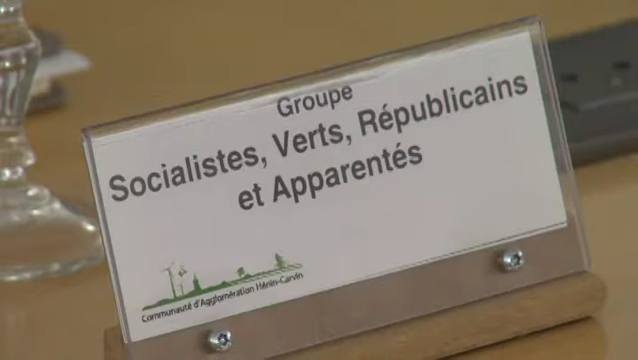 Groupe
Socialistes, Verts, Républicains
et Apparentés
Communauté d'Agglomération Hénin-Carvin